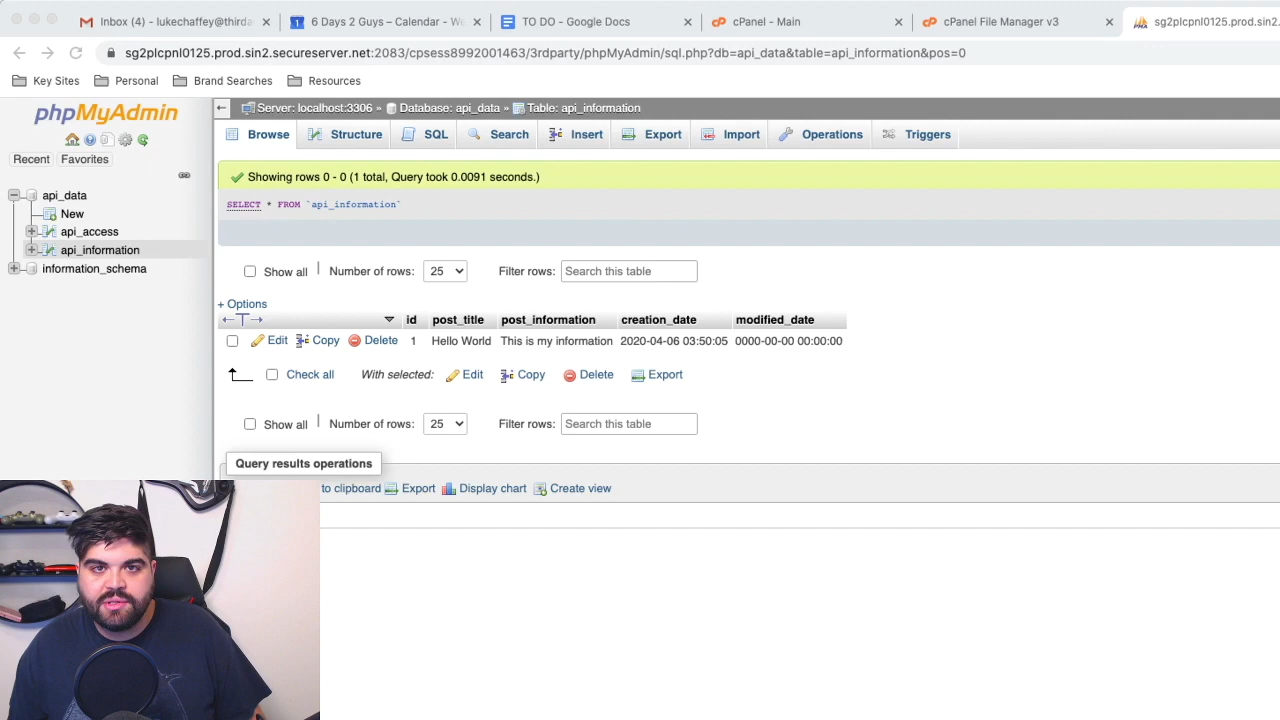 Inbox (4) - lukechaffey@thirda
6 Days 2 Guys – Calendar - We
TO DO - Google Docs
cPanel - Main
cPanel File Manager v3
sg2plcpnl0125.prod.sin2.
sg2plcpnl0125.prod.sin2.secureserver.net:2083/cpsess8992001463/3rdparty/phpMyAdmin/sql.php?db=api_data&table=api_information&pos=0
Key Sites Personal Brand Searches Resources
phpMyAdmin
Recent Favorites
api_data
New
api_access
api_information
information_schema
Server: localhost:3306 » Database: api_data » Table: api_information
Browse Structure SQL Search Insert Export Import Operations Triggers
Showing rows 0 - 0 (1 total, Query took 0.0091 seconds.)
SELECT * FROM `api_information`
Show all | Number of rows: 25 Filter rows: Search this table
+ Options
id post_title post_information creation_date modified_date
Edit Copy Delete 1 Hello World This is my information 2020-04-06 03:50:05 0000-00-00 00:00:00
Check all With selected: Edit Copy Delete Export
Show all | Number of rows: 25 Filter rows: Search this table
Query results operations
to clipboard Export Display chart Create view